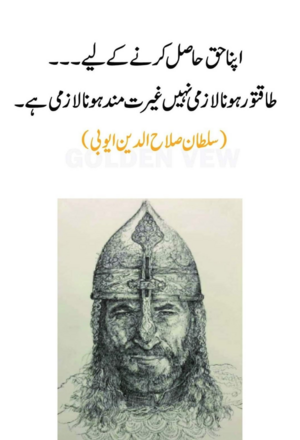 اپنا حق حاصل کرنے کے لیے ۔۔۔
طاقتور ہونا لازمی نہیں غیرت مند ہونا لازمی ہے۔
(سلطان صلاح الدین ایوبی)
GOLDEN VEW